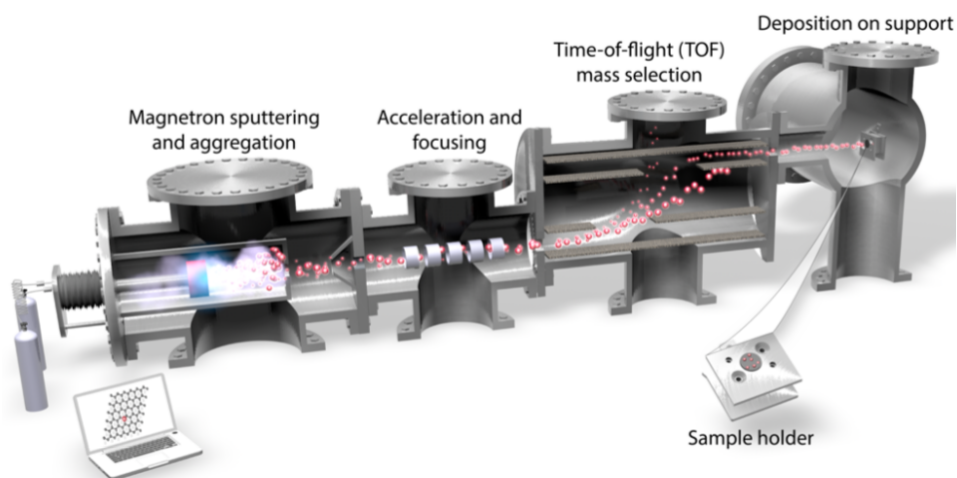 Deposition on support
Time-of-flight (TOF)
mass selection
Magnetron sputtering
and aggregation
Acceleration and
focusing
Sample holder